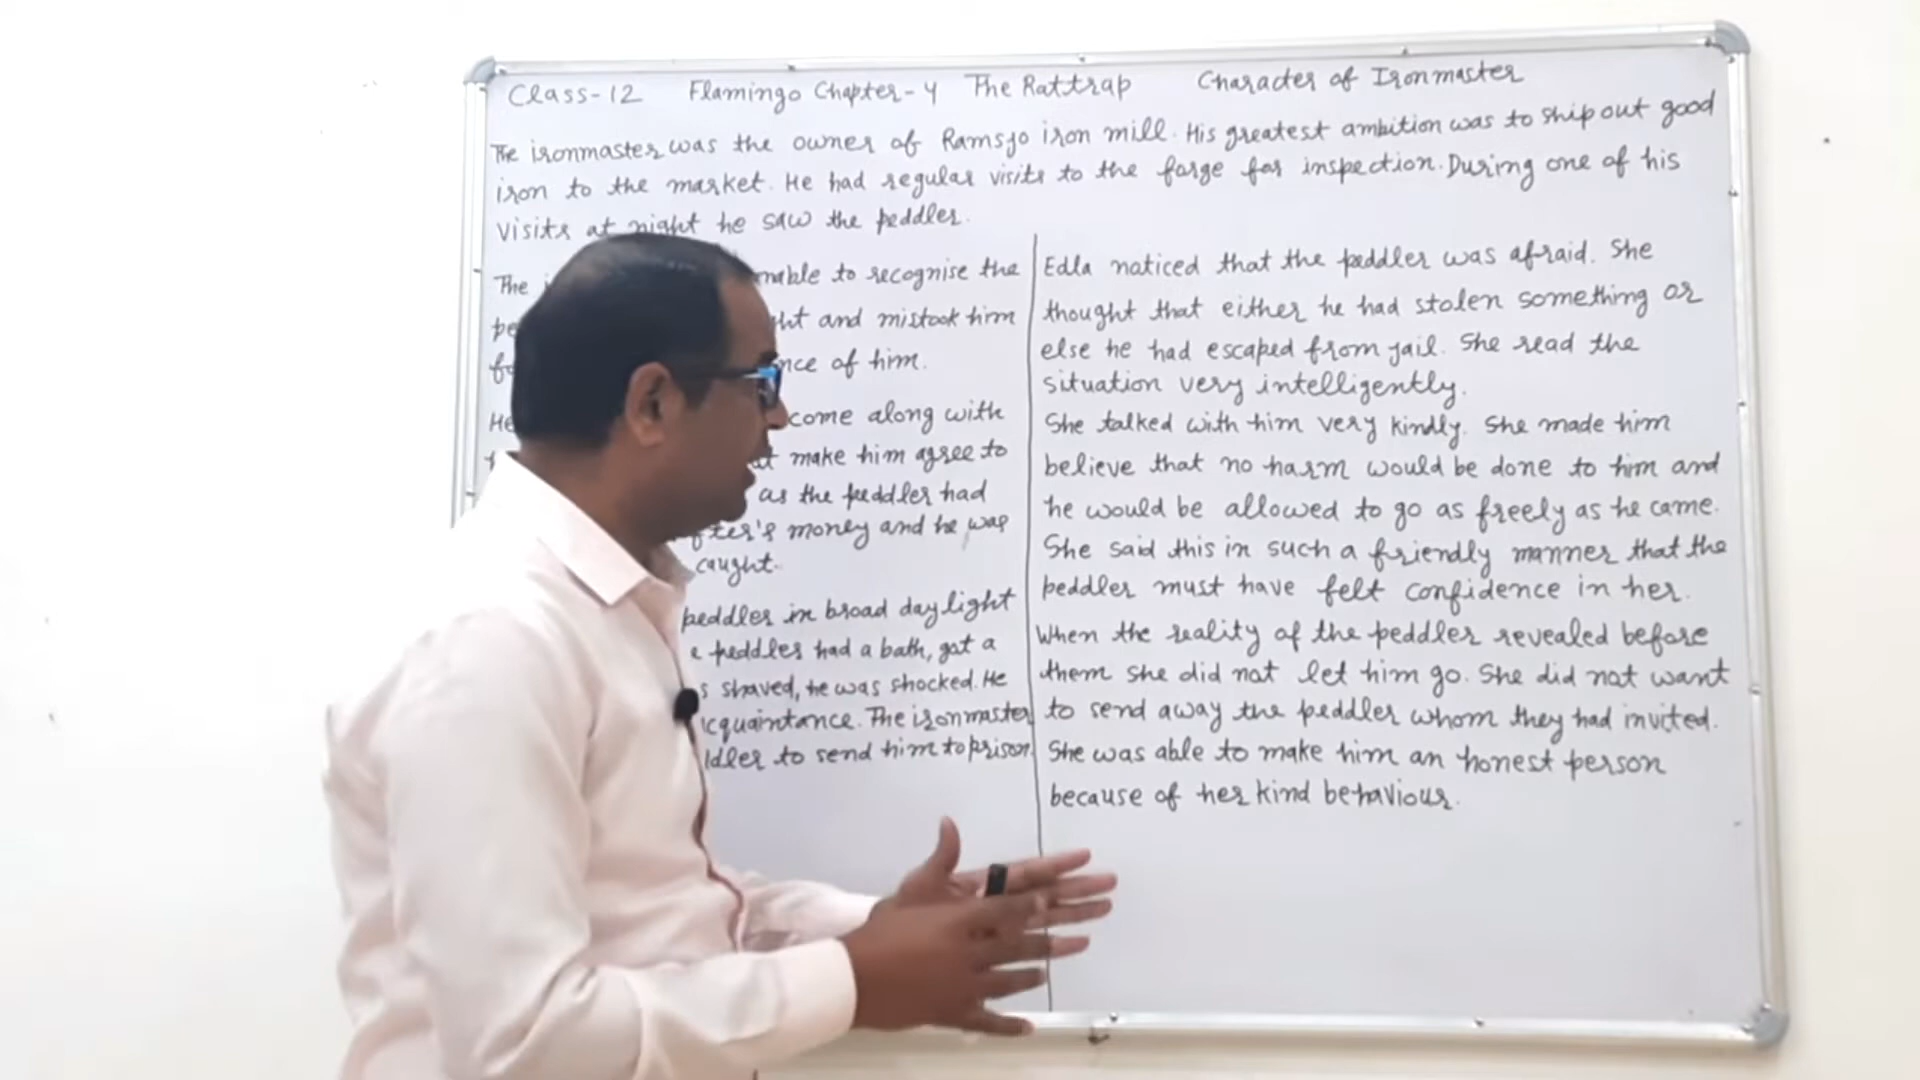 Class-12 Flamingo Chapter-4 The Rattrap Character of Ironmaster
The ironmaster was the owner of Ramsjo iron mill. His greatest ambition was to ship out good
iron to the market. He had regular visits to the forge for inspection. During one of his
visits at night he saw the peddler.
The
able to recognise the
and mistook him
of him.
He
come along with
make him agree to
as the peddler had
money and he was
caught.
peddler in broad daylight
peddler had a bath, got a
shaved, he was shocked. He
The ironmaster
to send him to prison.
Edla noticed that the peddler was afraid. She
thought that either he had stolen something or
else he had escaped from jail. She read the
situation very intelligently.
She talked with him very kindly. She made him
believe that no harm would be done to him and
he would be allowed to go as freely as he came.
She said this in such a friendly manner that the
peddler must have felt confidence in her.
When the reality of the peddler revealed before
them she did not let him go. She did not want
to send away the peddler whom they had invited.
She was able to make him an honest person
because of her kind behaviour.